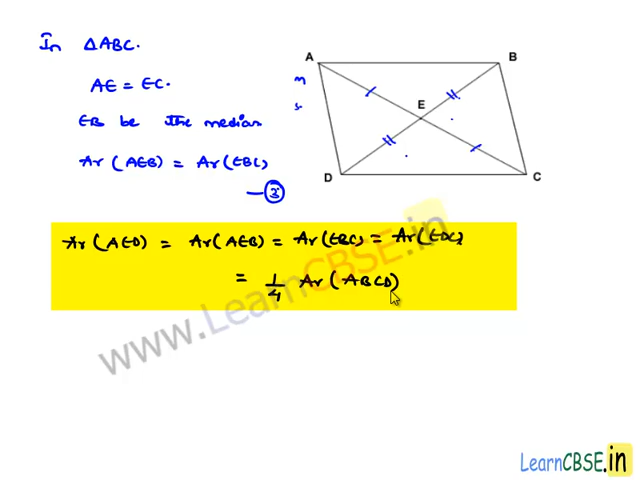 In △ABC.
AE = EC.
EB be the median
Ar (AEB) = Ar(EBC)
— ③
A
B
E
D
C
Ar (AED) = Ar(AEB) = Ar(EBC) = Ar(EDC)
= 1/4 Ar (ABCD)
www.LearnCBSE.in
LearnCBSE.in